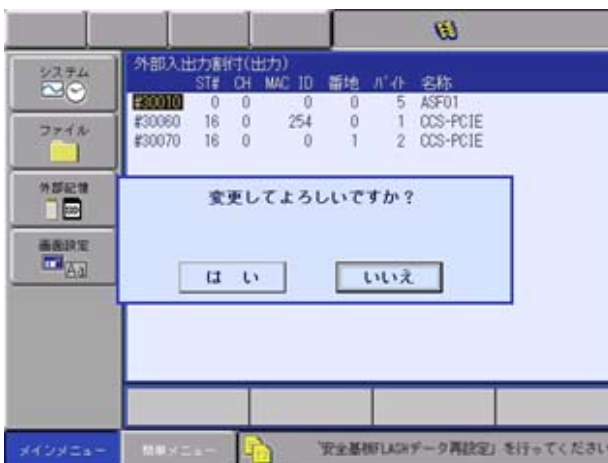 システム
ファイル
外部記憶
画面設定
外部入出力割付(出力)
ST# CH MAC ID 番地 バイト 名称
#30010 0 0 0 0 5 ASF01
#30060 16 0 254 0 1 CCS-PCIE
#30070 16 0 0 1 2 CCS-PCIE
変更してよろしいですか?
は い
いいえ
メインメニュー
簡単メニュー
安全基板FLASHデータ再設定」を行ってください